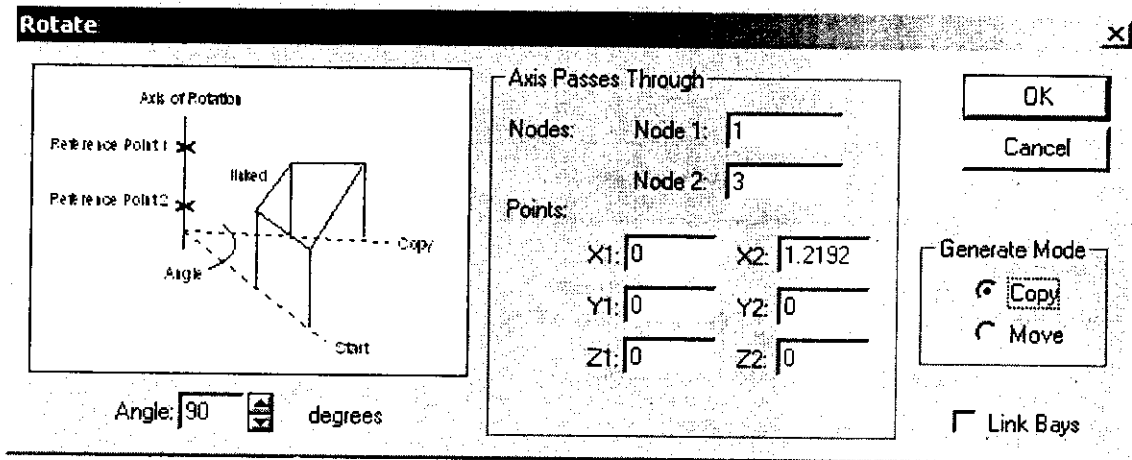 Rotate
Axis of Rotation
Reference Point 1
Reference Point 2
linked
Copy
Angle
Start
Angle: 90 degrees
Axis Passes Through
Nodes: Node 1: 1
Node 2: 3
Points:
X1: 0 X2: 1.2192
Y1: 0 Y2: 0
Z1: 0 Z2: 0
OK
Cancel
Generate Mode
Copy
Move
Link Bays